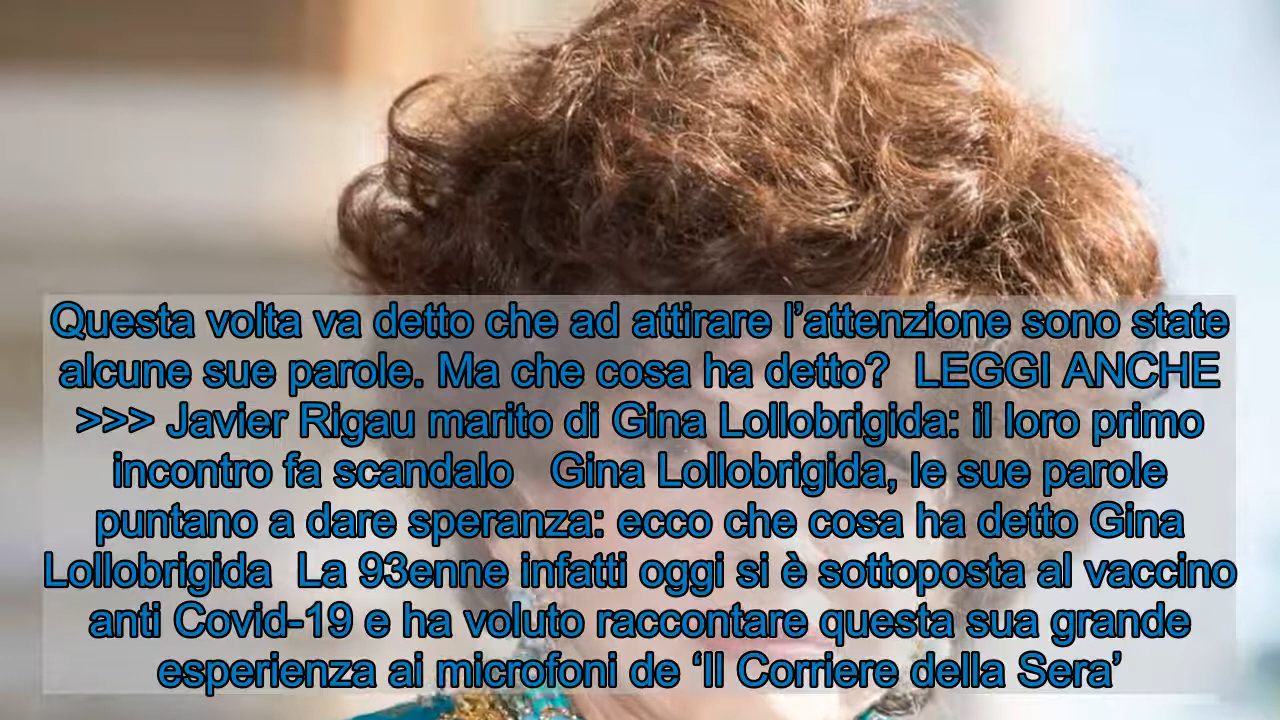 Questa volta va detto che ad attirare l’attenzione sono state
alcune sue parole. Ma che cosa ha detto?  LEGGI ANCHE
>>> Javier Rigau marito di Gina Lollobrigida: il loro primo
incontro fa scandalo   Gina Lollobrigida, le sue parole
puntano a dare speranza: ecco che cosa ha detto Gina
Lollobrigida  La 93enne infatti oggi si è sottoposta al vaccino
anti Covid-19 e ha voluto raccontare questa sua grande
esperienza ai microfoni de ‘Il Corriere della Sera’